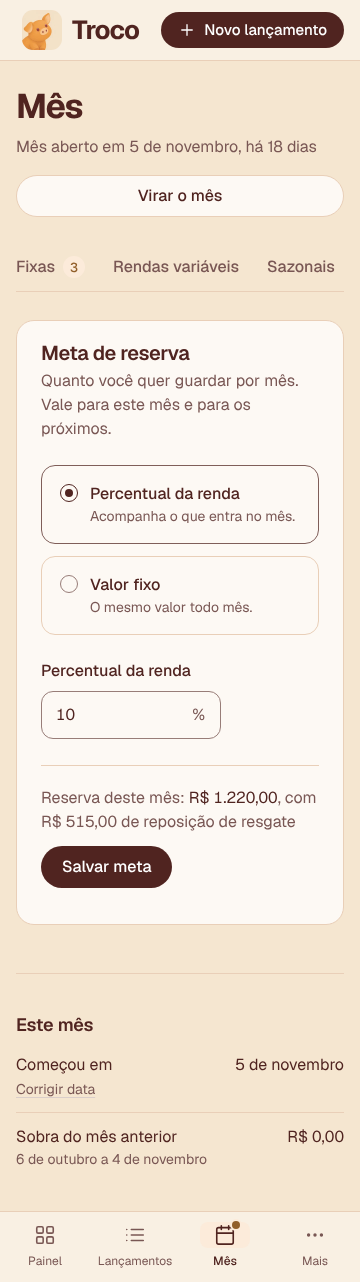 Troco
+ Novo lançamento
Mês
Mês aberto em 5 de novembro, há 18 dias
Virar o mês
Fixas 3 Rendas variáveis Sazonais
Meta de reserva
Quanto você quer guardar por mês.
Vale para este mês e para os
próximos.
Percentual da renda
Acompanha o que entra no mês.
Valor fixo
O mesmo valor todo mês.
Percentual da renda
10 %
Reserva deste mês: R$ 1.220,00, com
R$ 515,00 de reposição de resgate
Salvar meta
Este mês
Começou em 5 de novembro
Corrigir data
Sobra do mês anterior R$ 0,00
6 de outubro a 4 de novembro
Painel Lançamentos Mês Mais